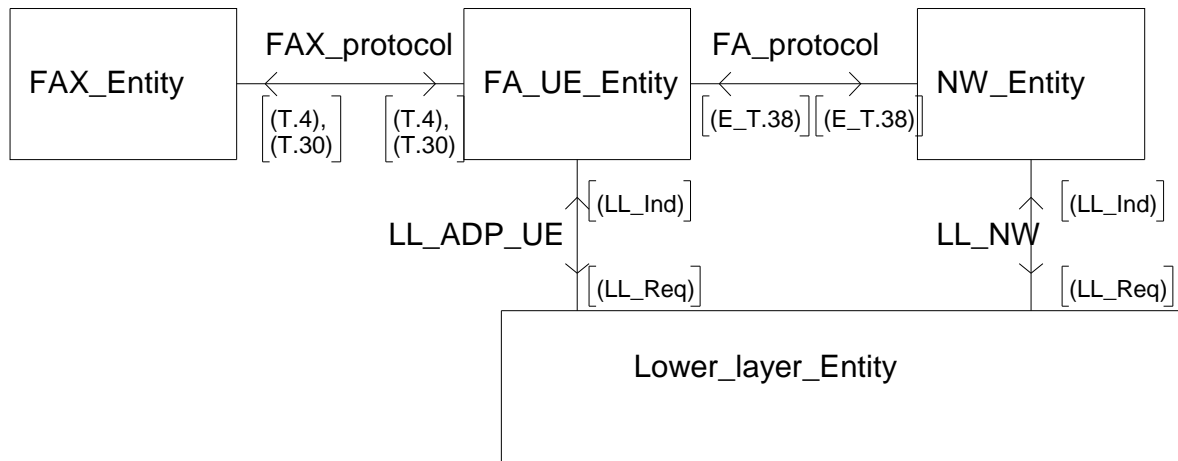 FAX_protocol
FA_protocol
FAX_Entity
FA_UE_Entity
NW_Entity
[(T.4),
(T.30)]
[(T.4),
(T.30)]
[(E_T.38)]
[(E_T.38)]
[(LL_Ind)]
[(LL_Ind)]
LL_ADP_UE
LL_NW
[(LL_Req)]
[(LL_Req)]
Lower_layer_Entity